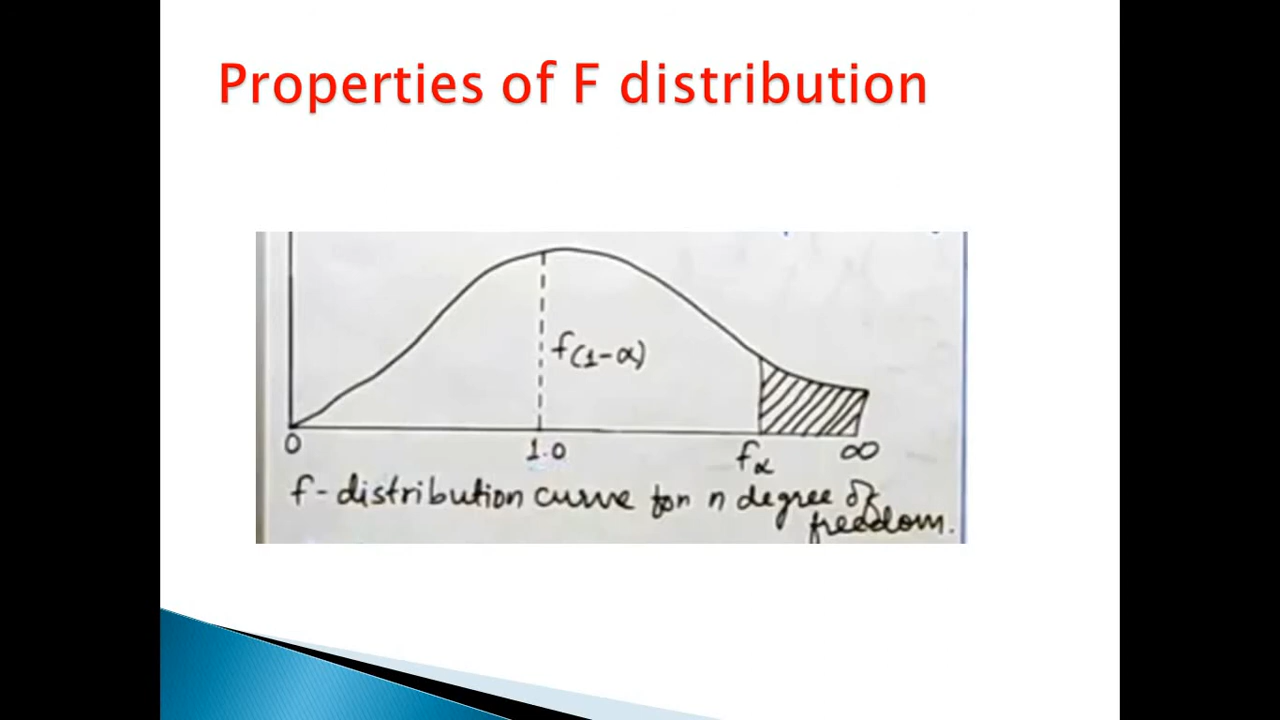 Properties of F distribution
f(1-α)
0 1.0 fα ∞
f-distribution curve for n degree of
freedom.